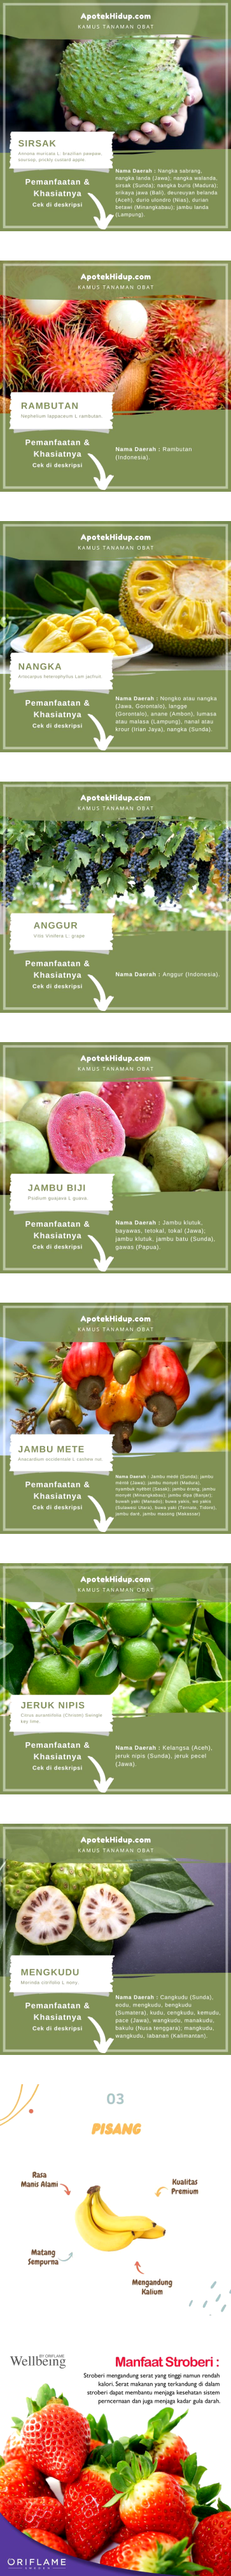 ApotekHidup.com
KAMUS TANAMAN OBAT
SIRSAK
Annona muricata L. brazilian pawpaw,
soursop, prickly custard apple
Pemanfaatan &
Khasiatnya
Cek di deskripsi
Nama Daerah : Nangka sabrang,
nangka landa (Jawa); nangka walanda,
sirsak (Sunda); nangka buris (Madura);
srikaya jawa (Bali), deureuyan belanda
(Aceh), durio ulondro (Nias), durian
betawi (Minangkabau); jambu landa
(Lampung).
ApotekHidup.com
KAMUS TANAMAN OBAT
RAMBUTAN
Nephelium lappaceum L rambutan.
Pemanfaatan &
Khasiatnya
Cek di deskripsi
Nama Daerah : Rambutan
(Indonesia).
ApotekHidup.com
KAMUS TANAMAN OBAT
NANGKA
Artocarpus heterophyllus Lam jachuit.
Pemanfaatan &
Khasiatnya
Cek di deskripsi
Nama Daerah : Nongko atau nangka
(Jawa, Gorontalo), langge
(Gorontalo), anane (Ambon), lumasa
atau malasa (Lampung), nanal atau
krour (Irian Jaya), nangka (Sunda).
ApotekHidup.com
KAMUS TANAMAN OBAT
ANGGUR
Vitis Vinifera L. grape
Pemanfaatan &
Khasiatnya
Cek di deskripsi
Nama Daerah : Anggur (Indonesia).
ApotekHidup.com
KAMUS TANAMAN OBAT
JAMBU BIJI
Psidium guajava L guava.
Pemanfaatan &
Khasiatnya
Cek di deskripsi
Nama Daerah : Jambu klutuk,
bayawas, tetokal, tokal (Jawa);
jambu klutuk, jambu batu (Sunda),
gawas (Papua).
ApotekHidup.com
KAMUS TANAMAN OBAT
JAMBU METE
Anacardium occidentale L cashew nut
Pemanfaatan &
Khasiatnya
Cek di deskripsi
Nama Daerah : Jambu mede (Sunda), jambu
monyet (Madura),
nyambuk nyebet (Sasak); jambu erang, jambu
monyet (Minangkabau); jambu dipa (Banjar);
buwah yaki (Manado); buwa yakis, wo yakis
(Sulawesi Utara), buwa yaki (Ternate, Tidore),
jambu dare, jambu masong (Makassar)
ApotekHidup.com
KAMUS TANAMAN OBAT
JERUK NIPIS
Citrus aurantiifolia (Christm) Swingle
key lime.
Pemanfaatan &
Khasiatnya
Cek di deskripsi
Nama Daerah : Kelangsa (Aceh),
jeruk nipis (Sunda), jeruk pecel
(Jawa).
ApotekHidup.com
KAMUS TANAMAN OBAT
MENGKUDU
Morinda citrifolia L nony.
Pemanfaatan &
Khasiatnya
Cek di deskripsi
Nama Daerah : Cangkudu (Sunda),
eodu, mengkudu, bengkudu
(Sumatera), kudu, cengkudu, kemudu,
pace (Jawa), wangkudu, manakudu,
bakulu (Nusa tenggara), mangkudu,
wangkudu, labanan (Kalimantan).
03
PISANG
Rasa
Manis Alami
Kualitas
Premium
Matang
Sempurna
Mengandung
Kalium
Wellbeing
BY ORIFLAME
Manfaat Stroberi :
Stroberi mengandung serat yang tinggi namun rendah
kalori. Serat makanan yang terkandung di dalam
stroberi dapat membantu menjaga kesehatan sistem
perncernaan dan juga menjaga kadar gula darah.
ORIFLAME
SWEDEN